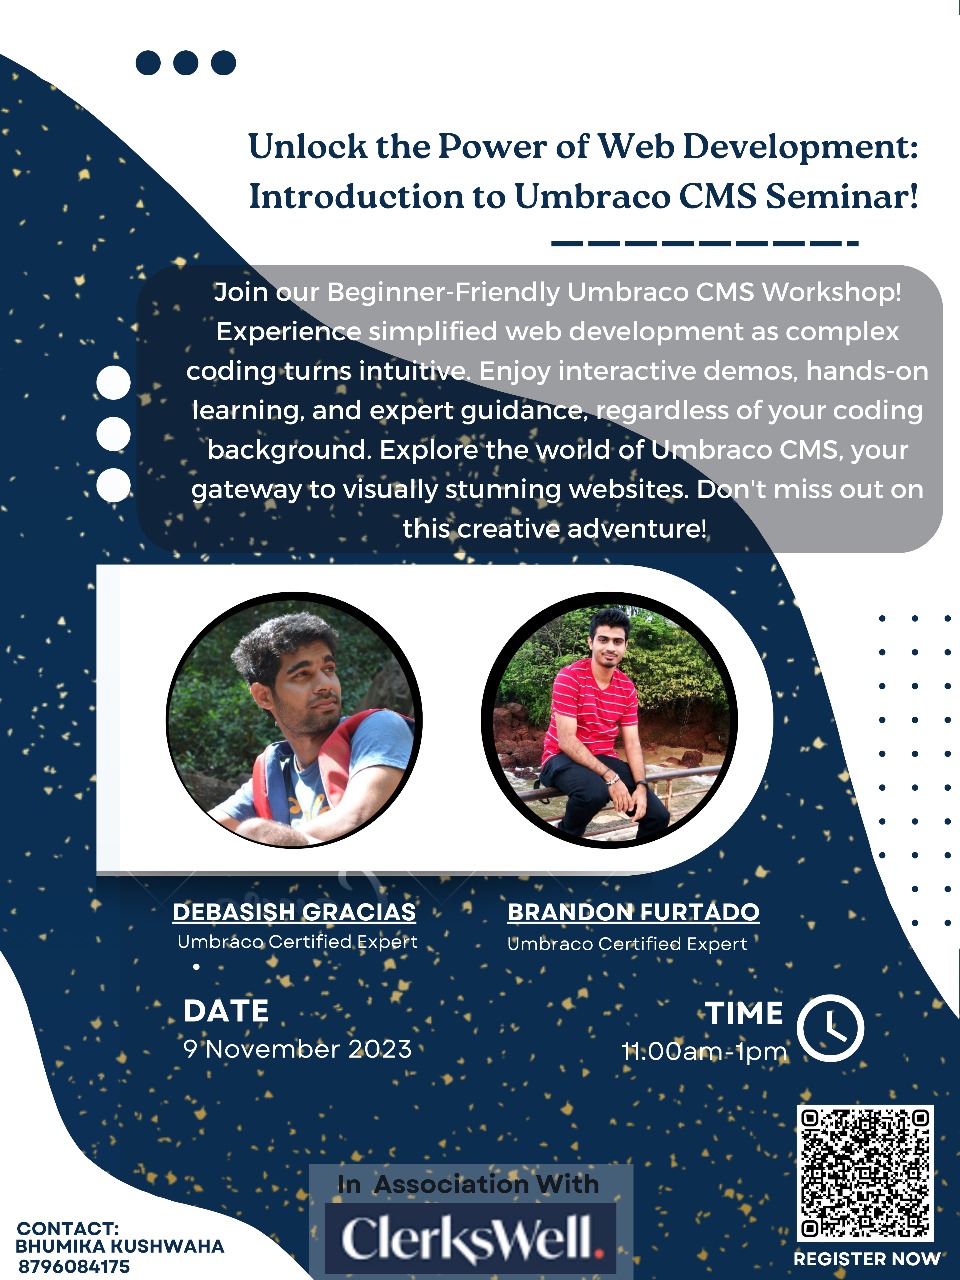 Unlock the Power of Web Development:
Introduction to Umbraco CMS Seminar!
Join our Beginner-Friendly Umbraco CMS Workshop!
Experience simplified web development as complex
coding turns intuitive. Enjoy interactive demos, hands-on
learning, and expert guidance, regardless of your coding
background. Explore the world of Umbraco CMS, your
gateway to visually stunning websites. Don't miss out on
this creative adventure!
DEBASISH GRACIAS
Umbraco Certified Expert
BRANDON FURTADO
Umbraco Certified Expert
DATE
9 November 2023
TIME
11.00am-1pm
In Association With
ClerksWell.
CONTACT:
BHUMIKA KUSHWAHA
8796084175
REGISTER NOW